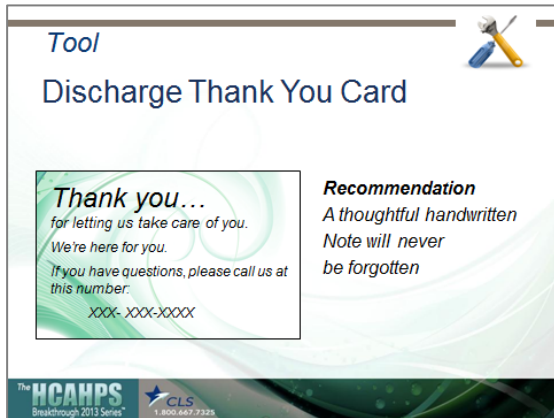 Tool
Discharge Thank You Card
Thank you…
for letting us take care of you.
We're here for you.
If you have questions, please call us at
this number:
XXX- XXX-XXXX
Recommendation
A thoughtful handwritten
Note will never
be forgotten
The HCAHPS
Breakthrough 2013 Series™
CLS
1.800.667.7325